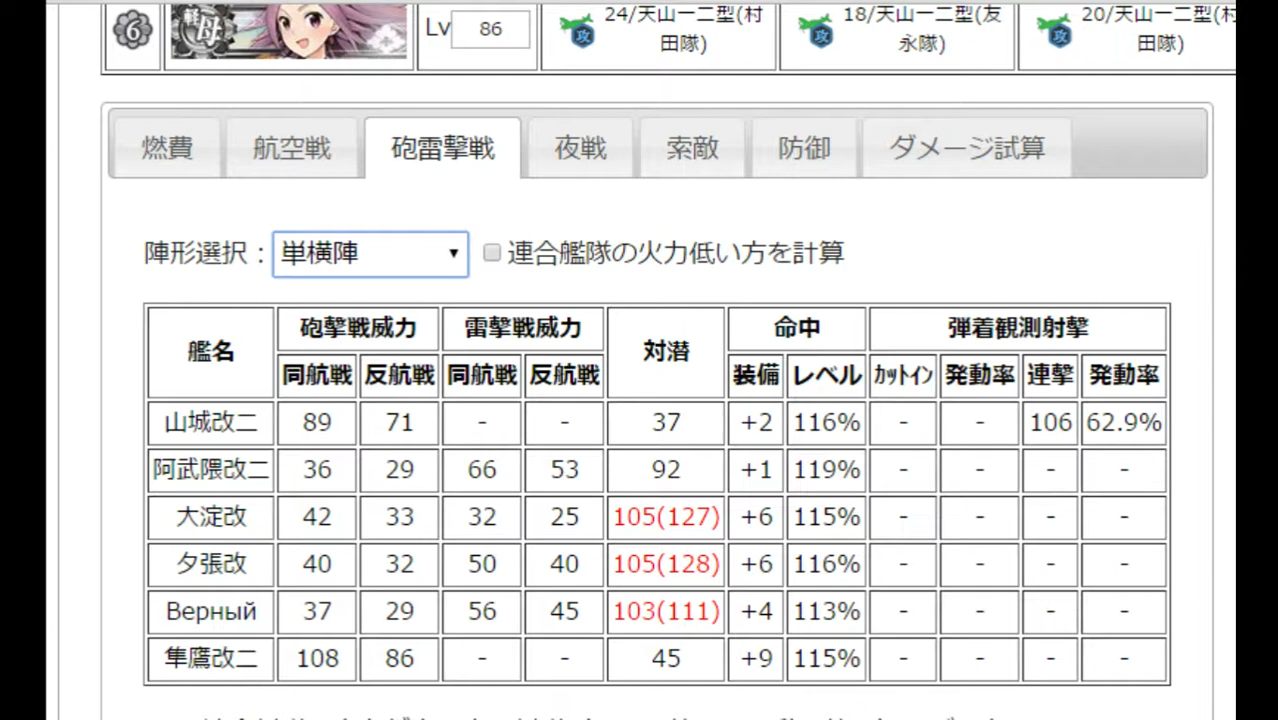 6 Lv 86 24/天山一二型(村田隊) 18/天山一二型(友永隊) 20/天山一二型(村田隊)
燃費 航空戦 砲雷撃戦 夜戦 索敵 防御 ダメージ試算
陣形選択： 単横陣 連合艦隊の火力低い方を計算
艦名 砲撃戦威力 雷撃戦威力 対潜 命中 弾着観測射撃
同航戦 反航戦 同航戦 反航戦 装備 レベル ｶｯﾄｲﾝ 発動率 連撃 発動率
山城改二 89 71 - - 37 +2 116% - - 106 62.9%
阿武隈改二 36 29 66 53 92 +1 119% - - - -
大淀改 42 33 32 25 105(127) +6 115% - - - -
夕張改 40 32 50 40 105(128) +6 116% - - - -
Верный 37 29 56 45 103(111) +4 113% - - - -
隼鷹改二 108 86 - - 45 +9 115% - - - -